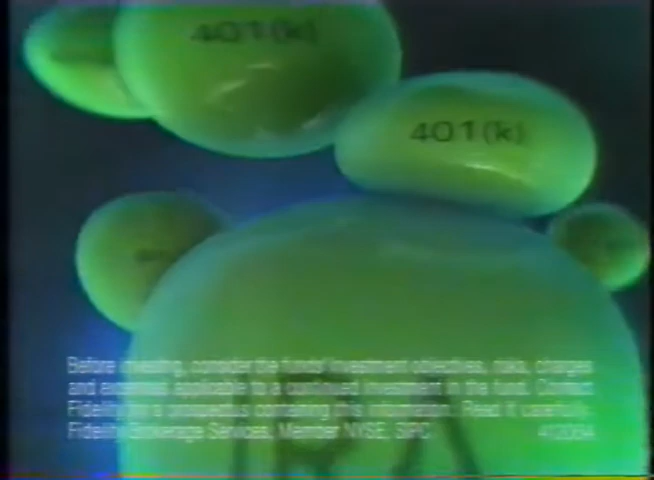 401(k)
401(k)
IRA
Before investing, consider the funds' investment objectives, risks, charges
and expenses applicable to a continued investment in the fund. Contact
Fidelity for a prospectus containing this information. Read it carefully.
Fidelity Brokerage Services, Member NYSE, SIPC